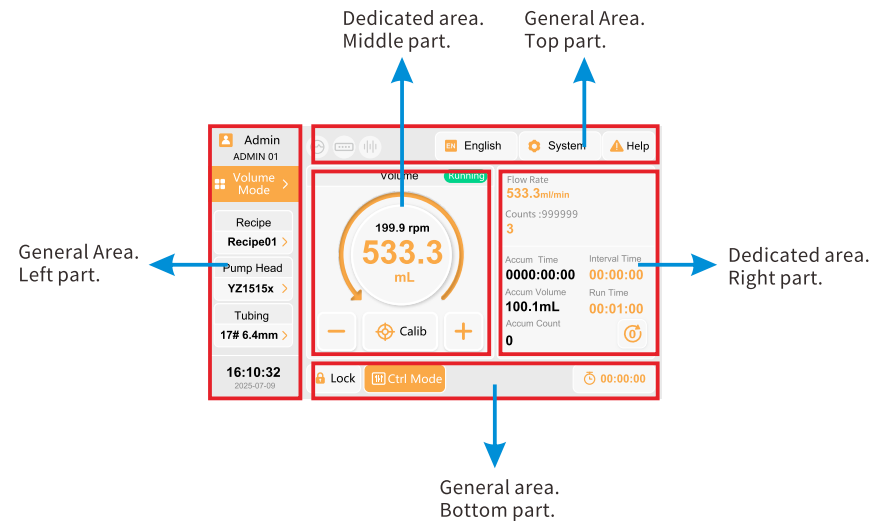 Dedicated area.
Middle part.
General Area.
Top part.
Admin
ADMIN 01
Volume
Mode
Recipe
Recipe01
Pump Head
YZ1515x
Tubing
17# 6.4mm
16:10:32
2025-07-09
EN English
System
Help
Volume
Running
199.9 rpm
533.3
mL
Calib
Flow Rate
533.3ml/min
Counts :999999
3
Accum Time
0000:00:00
Interval Time
00:00:00
Accum Volume
100.1mL
Run Time
00:01:00
Accum Count
0
0
Lock
Ctrl Mode
00:00:00
General Area.
Left part.
Dedicated area.
Right part.
General area.
Bottom part.